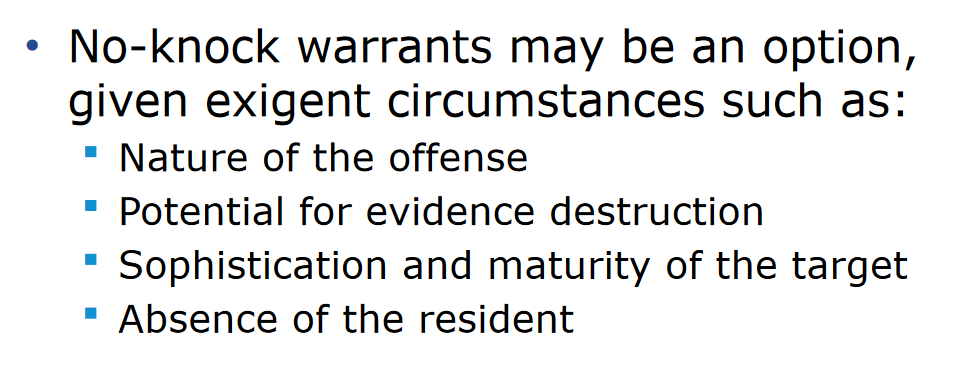 • No-knock warrants may be an option,
given exigent circumstances such as:
▪ Nature of the offense
▪ Potential for evidence destruction
▪ Sophistication and maturity of the target
▪ Absence of the resident